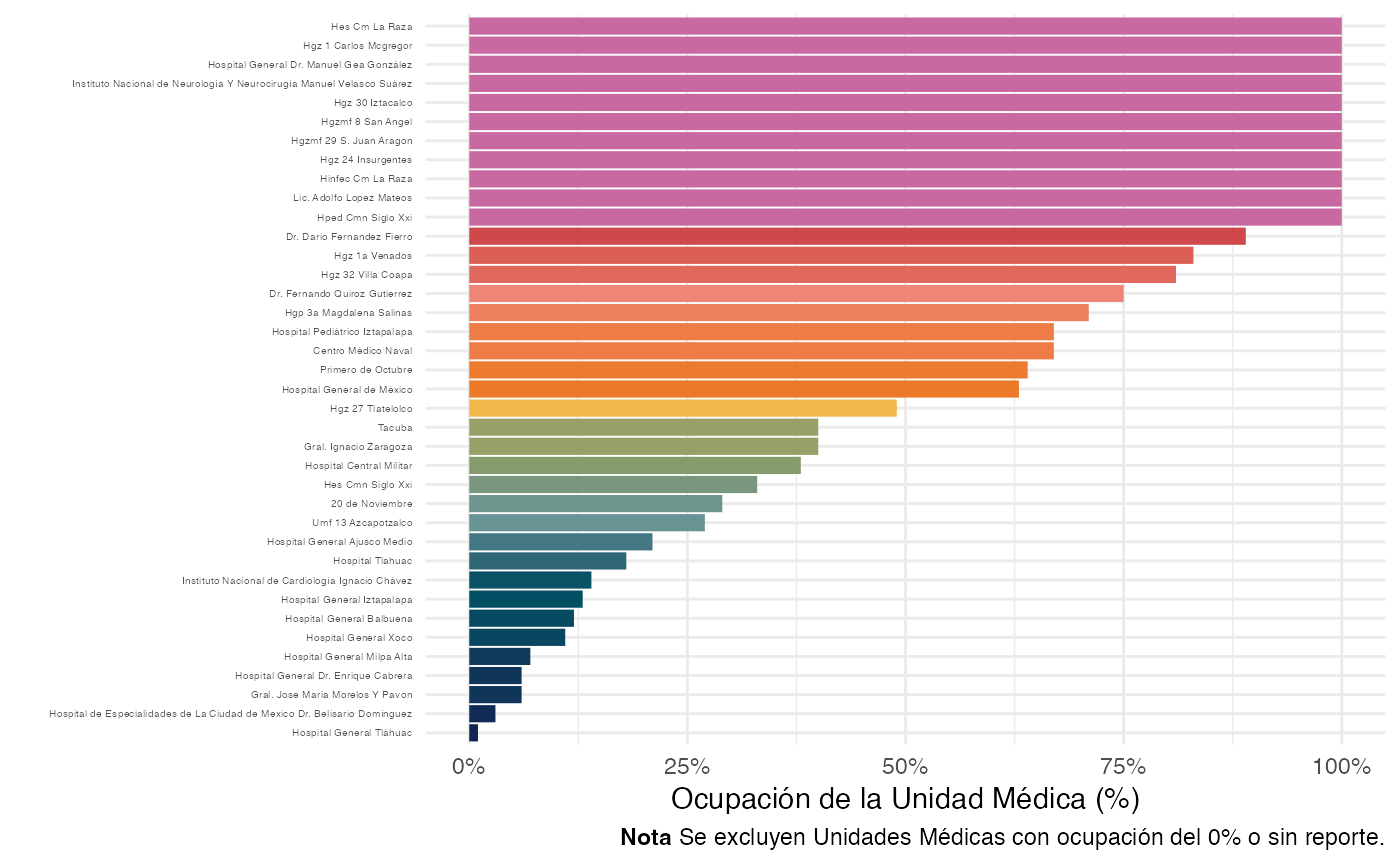 Hes Cm La Raza
Hgz 1 Carlos Mcgregor
Hospital General Dr. Manuel Gea González
Instituto Nacional de Neurología Y Neurocirugía Manuel Velasco Suárez
Hgz 30 Iztacalco
Hgzmf 8 San Angel
Hgzmf 29 S. Juan Aragon
Hgz 24 Insurgentes
Hinfec Cm La Raza
Lic. Adolfo Lopez Mateos
Hped Cmn Siglo Xxi
Dr. Dario Fernandez Fierro
Hgz 1a Venados
Hgz 32 Villa Coapa
Dr. Fernando Quiroz Gutierrez
Hgp 3a Magdalena Salinas
Hospital Pediátrico Iztapalapa
Centro Médico Naval
Primero de Octubre
Hospital General de México
Hgz 27 Tlatelolco
Tacuba
Gral. Ignacio Zaragoza
Hospital Central Militar
Hes Cmn Siglo Xxi
20 de Noviembre
Umf 13 Azcapotzalco
Hospital General Ajusco Medio
Hospital Tlahuac
Instituto Nacional de Cardiología Ignacio Chávez
Hospital General Iztapalapa
Hospital General Balbuena
Hospital General Xoco
Hospital General Milpa Alta
Hospital General Dr. Enrique Cabrera
Gral. Jose Maria Morelos Y Pavon
Hospital de Especialidades de La Ciudad de Mexico Dr. Belisario Dominguez
Hospital General Tláhuac
0% 25% 50% 75% 100%
Ocupación de la Unidad Médica (%)
Nota Se excluyen Unidades Médicas con ocupación del 0% o sin reporte.